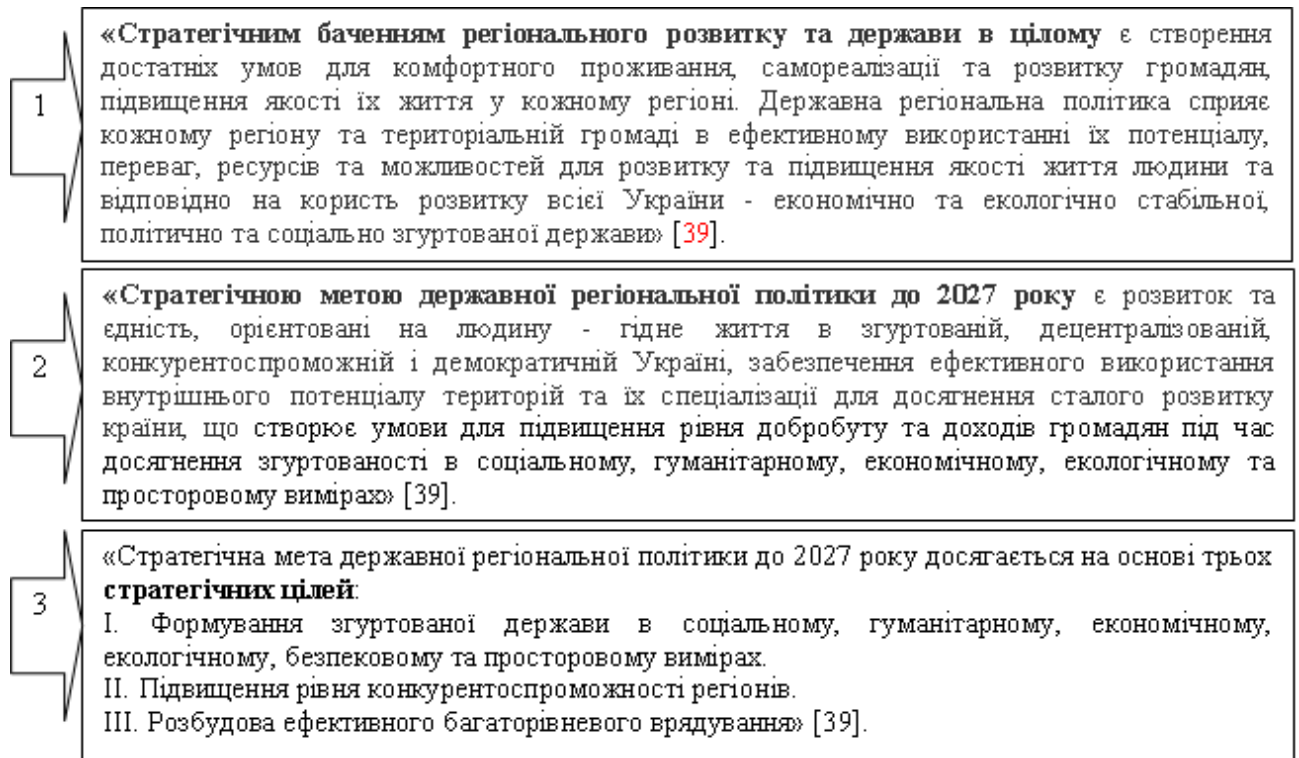 «Стратегічним баченням регіонального розвитку та держави в цілому є створення
достатніх умов для комфортного проживання, самореалізації та розвитку громадян,
підвищення якості їх життя у кожному регіоні. Державна регіональна політика сприяє
кожному регіону та територіальній громаді в ефективному використанні їх потенціалу,
переваг, ресурсів та можливостей для розвитку та підвищення якості життя людини та
відповідно на користь розвитку всієї України - економічно та екологічно стабільної,
політично та соціально згуртованої держави» [39].
1
«Стратегічною метою державної регіональної політики до 2027 року є розвиток та
єдність, орієнтовані на людину - гідне життя в згуртованій, децентралізованій,
конкурентоспроможній і демократичній Україні, забезпечення ефективного використання
внутрішнього потенціалу територій та їх спеціалізації для досягнення сталого розвитку
країни, що створює умови для підвищення рівня добробуту та доходів громадян під час
досягнення згуртованості в соціальному, гуманітарному, економічному, екологічному та
просторовому вимірах» [39].
2
«Стратегічна мета державної регіональної політики до 2027 року досягається на основі трьох
стратегічних цілей:
I. Формування згуртованої держави в соціальному, гуманітарному, економічному,
екологічному, безпековому та просторовому вимірах.
II. Підвищення рівня конкурентоспроможності регіонів.
III. Розбудова ефективного багаторівневого врядування» [39].
3